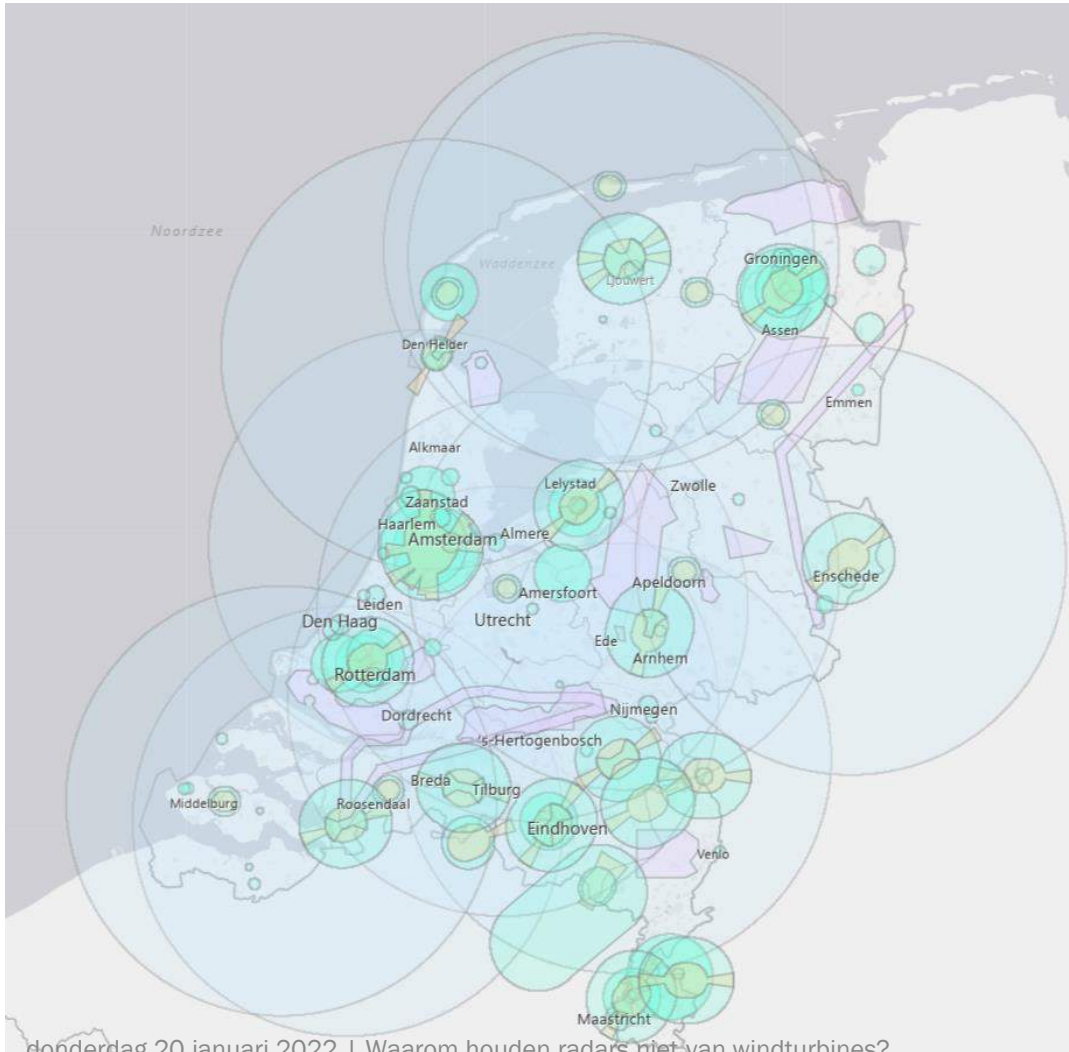 Noordzee
Waddenzee
Ljouwert
Groningen
Assen
Den Helder
Emmen
Alkmaar
Lelystad
Zwolle
Zaanstad
Haarlem
Amsterdam
Almere
Enschede
Apeldoorn
Amersfoort
Leiden
Den Haag
Utrecht
Ede
Arnhem
Rotterdam
Nijmegen
Dordrecht
's-Hertogenbosch
Breda
Tilburg
Middelburg
Roosendaal
Eindhoven
Venlo
Maastricht
donderdag 20 januari 2022 | Waarom houden radars niet van windturbines?